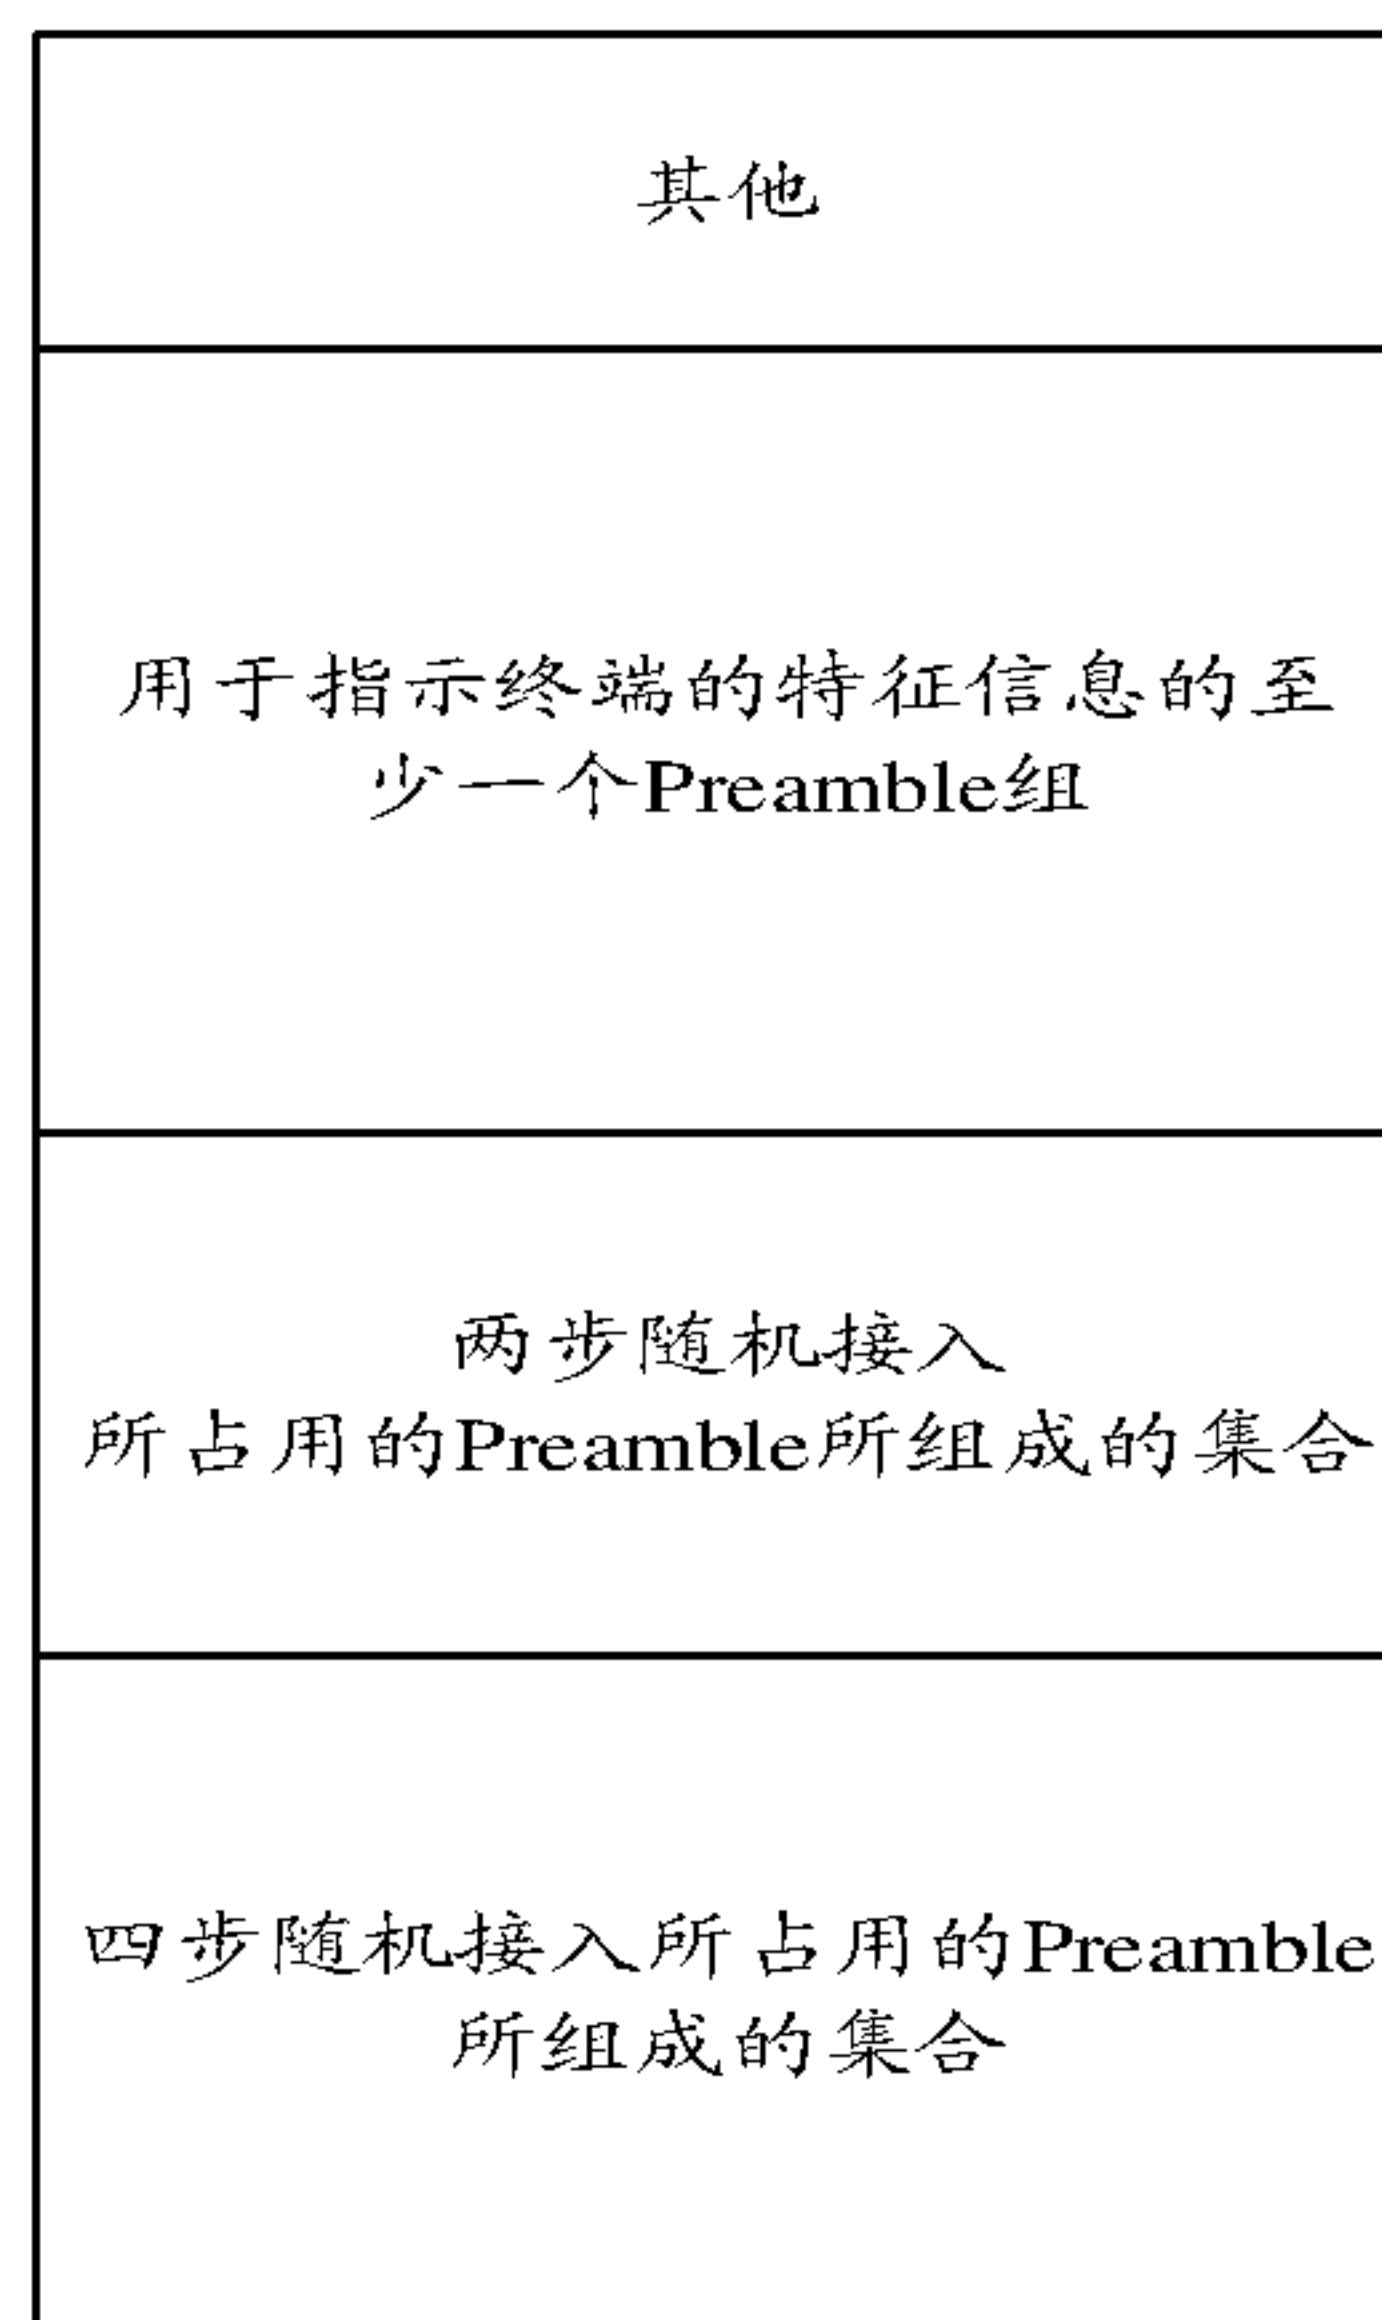 其他
用于指示终端的特征信息的至
少一个Preamble组
两步随机接入
所占用的Preamble所组成的集合
四步随机接入所占用的Preamble
所组成的集合